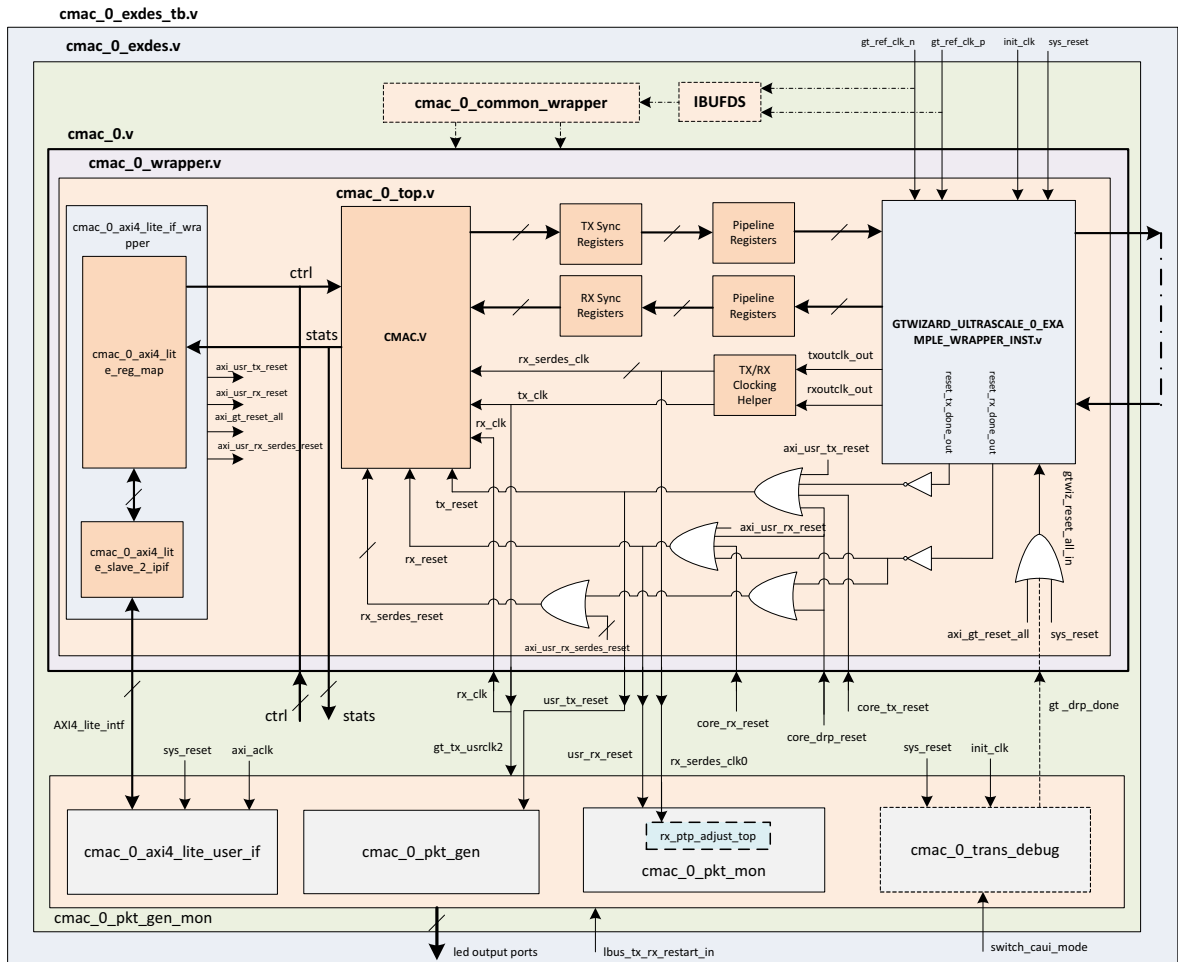 cmac_0_exdes_tb.v
cmac_0_exdes.v
gt_ref_clk_n
gt_ref_clk_p
init_clk
sys_reset
cmac_0_common_wrapper
IBUFDS
cmac_0.v
cmac_0_wrapper.v
cmac_0_top.v
cmac_0_axi4_lite_if_wra
pper
TX Sync
Registers
Pipeline
Registers
ctrl
RX Sync
Registers
Pipeline
Registers
stats
CMAC.V
GTWIZARD_ULTRASCALE_0_EXA
MPLE_WRAPPER_INST.v
cmac_0_axi4_lit
e_reg_map
rx_serdes_clk
txoutclk_out
axi_usr_tx_reset
TX/RX
Clocking
Helper
tx_clk
rxoutclk_out
axi_usr_rx_reset
axi_gt_reset_all
rx_clk
reset_tx_done_out
reset_rx_done_out
axi_usr_rx_serdes_reset
axi_usr_tx_reset
gtwiz_reset_all_in
tx_reset
axi_usr_rx_reset
cmac_0_axi4_lit
e_slave_2_ipif
rx_reset
rx_serdes_reset
axi_usr_rx_serdes_reset
axi_gt_reset_all
sys_reset
rx_clk
usr_tx_reset
ctrl
stats
AXI4_lite_intf
core_rx_reset
core_tx_reset
gt _drp_done
core_drp_reset
sys_reset
axi_aclk
gt_tx_usrclk2
usr_rx_reset
rx_serdes_clk0
sys_reset
init_clk
cmac_0_axi4_lite_user_if
cmac_0_pkt_gen
rx_ptp_adjust_top
cmac_0_pkt_mon
cmac_0_trans_debug
cmac_0_pkt_gen_mon
led output ports
lbus_tx_rx_restart_in
switch_caui_mode